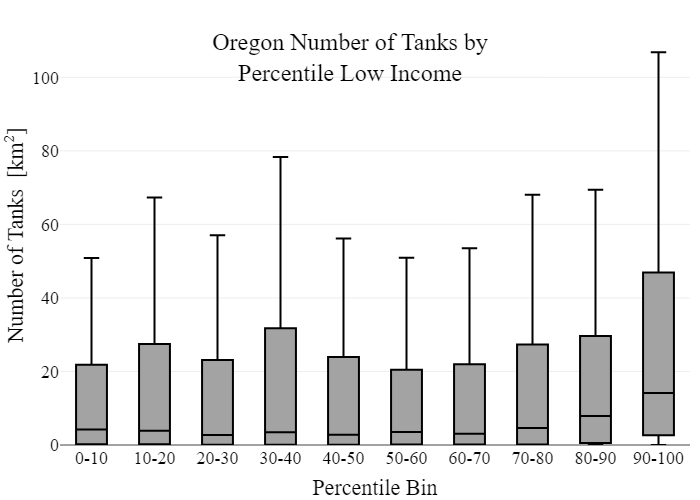 Oregon Number of Tanks by
Percentile Low Income
Number of Tanks [km²]
100
80
60
40
20
0
0-10 10-20 20-30 30-40 40-50 50-60 60-70 70-80 80-90 90-100
Percentile Bin